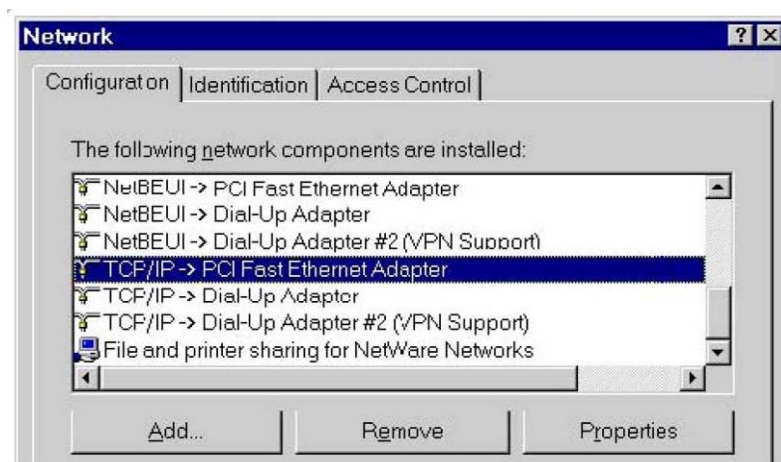 Network
Configuration Identification Access Control
The following network components are installed:
NetBEUI -> PCI Fast Ethernet Adapter
NetBEUI -> Dial-Up Adapter
NetBEUI -> Dial-Up Adapter #2 (VPN Support)
TCP/IP -> PCI Fast Ethernet Adapter
TCP/IP -> Dial-Up Adapter
TCP/IP -> Dial-Up Adapter #2 (VPN Support)
File and printer sharing for NetWare Networks
Add... Remove Properties